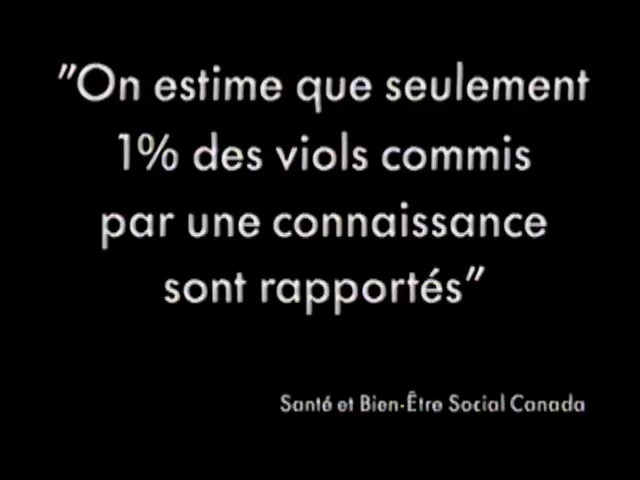 "On estime que seulement
1% des viols commis
par une connaissance
sont rapportés"
Santé et Bien-Être Social Canada